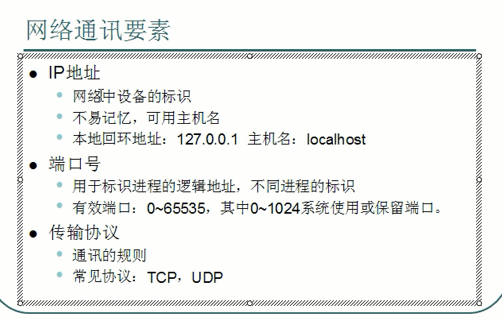 网络通讯要素
IP地址
网络中设备的标识
不易记忆，可用主机名
本地回环地址：127.0.0.1 主机名：localhost
端口号
用于标识进程的逻辑地址，不同进程的标识
有效端口：0~65535，其中0~1024系统使用或保留端口。
传输协议
通讯的规则
常见协议：TCP，UDP